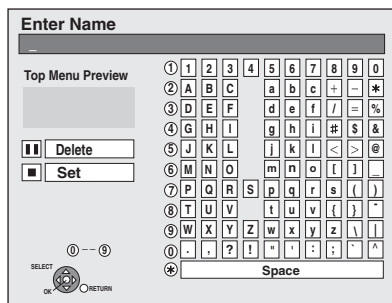 Enter Name
_
Top Menu Preview
Delete
Set
① 1 2 3 4 5 6 7 8 9 0
② A B C a b c + − *
③ D E F d e f / = %
④ G H I g h i # $ &
⑤ J K L j k l < > @
⑥ M N O m n o [ ] _
⑦ P Q R S p q r s ( )
⑧ T U V t u v { } ~
⑨ W X Y Z w x y z \ |
⓪ . , ? ! " ' : ; ` ^
✱ Space
⓪ -- ⑨
SELECT
OK RETURN